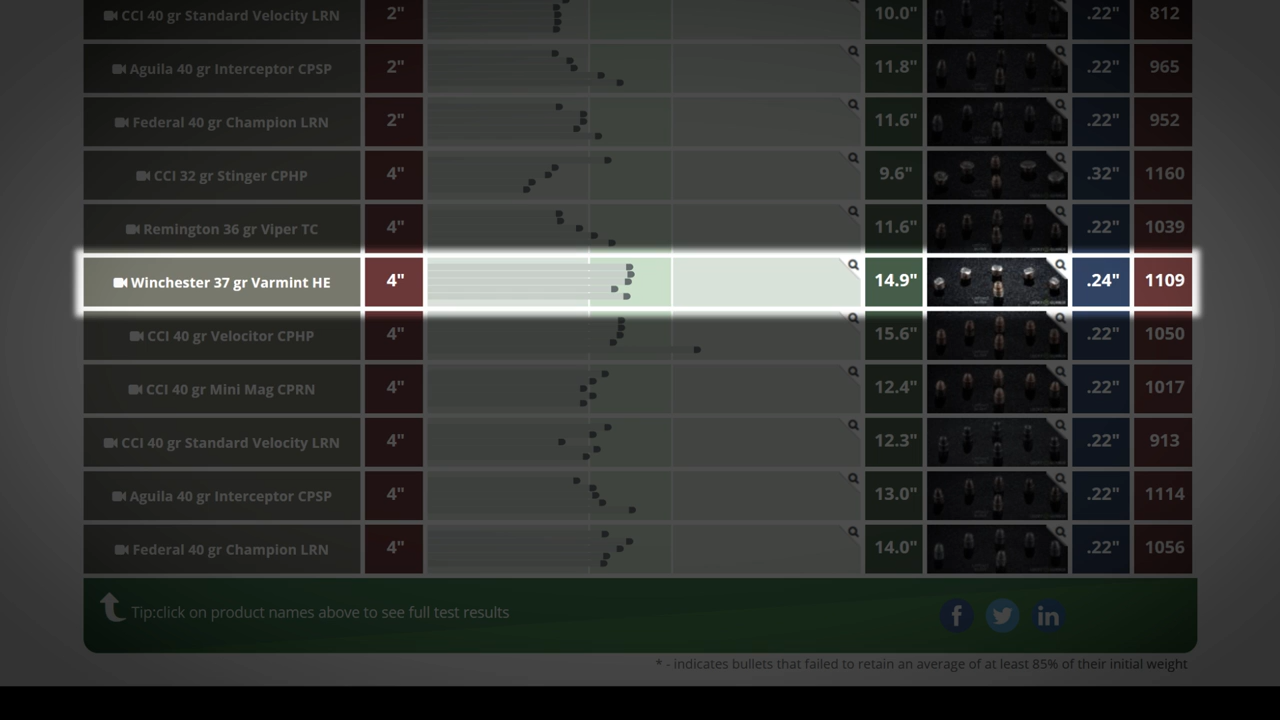 CCI 40 gr Standard Velocity LRN 2" 10.0" .22" 812
Aguila 40 gr Interceptor CPSP 2" 11.8" .22" 965
Federal 40 gr Champion LRN 2" 11.6" .22" 952
CCI 32 gr Stinger CPHP 4" 9.6" .32" 1160
Remington 36 gr Viper TC 4" 11.6" .22" 1039
Winchester 37 gr Varmint HE 4" 14.9" .24" 1109
CCI 40 gr Velocitor CPHP 4" 15.6" .22" 1050
CCI 40 gr Mini Mag CPRN 4" 12.4" .22" 1017
CCI 40 gr Standard Velocity LRN 4" 12.3" .22" 913
Aguila 40 gr Interceptor CPSP 4" 13.0" .22" 1114
Federal 40 gr Champion LRN 4" 14.0" .22" 1056
Tip:click on product names above to see full test results
* - indicates bullets that failed to retain an average of at least 85% of their initial weight